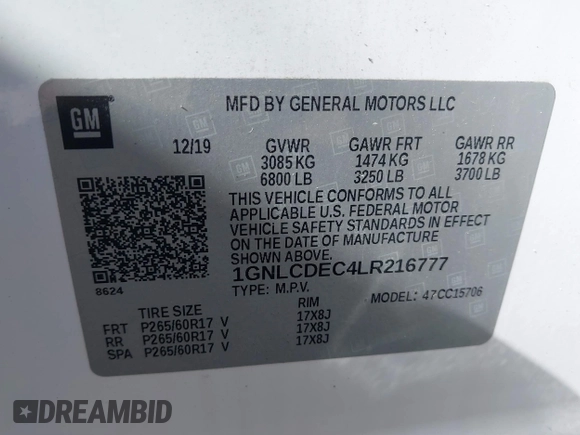 GM
MFD BY GENERAL MOTORS LLC
12/19 GVWR GAWR FRT GAWR RR
3085 KG 1474 KG 1678 KG
6800 LB 3250 LB 3700 LB
THIS VEHICLE CONFORMS TO ALL
APPLICABLE U.S. FEDERAL MOTOR
VEHICLE SAFETY STANDARDS IN EFFECT
ON THE DATE OF MANUFACTURE
SHOWN ABOVE.
1GNLCDEC4LR216777
8624
TYPE: M.P.V. MODEL: 47CC15706
TIRE SIZE RIM
FRT P265/60R17 V 17X8J
RR P265/60R17 V 17X8J
SPA P265/60R17 V 17X8J
DREAMBID